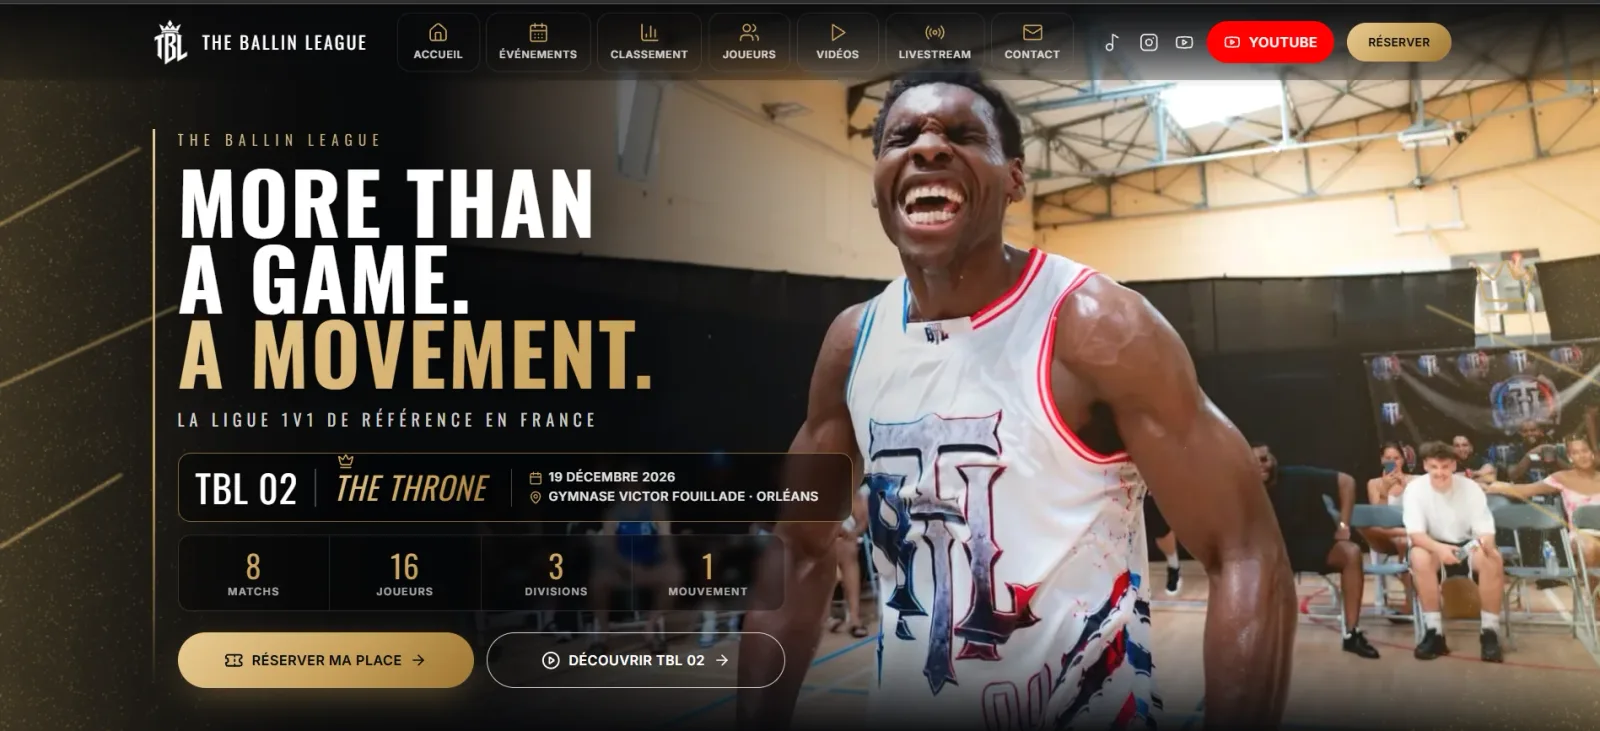 TBL THE BALLIN LEAGUE
ACCUEIL
ÉVÉNEMENTS
CLASSEMENT
JOUEURS
VIDÉOS
LIVESTREAM
CONTACT
YOUTUBE
RÉSERVER
THE BALLIN LEAGUE
MORE THAN
A GAME.
A MOVEMENT.
LA LIGUE 1V1 DE RÉFÉRENCE EN FRANCE
TBL 02
THE THRONE
19 DÉCEMBRE 2026
GYMNASE VICTOR FOUILLADE · ORLÉANS
8
MATCHS
16
JOUEURS
3
DIVISIONS
1
MOUVEMENT
RÉSERVER MA PLACE →
DÉCOUVRIR TBL 02 →
BTL